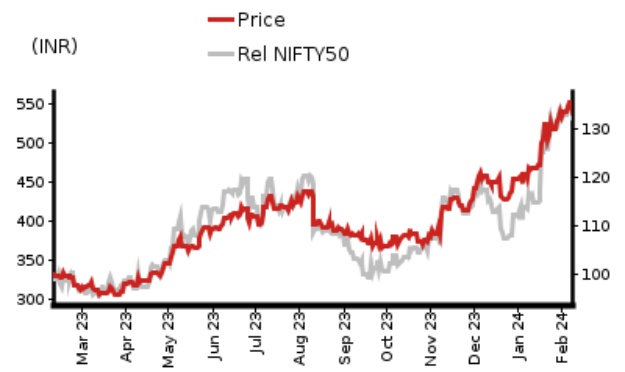 Price
(INR)
Rel NIFTY50
550
500
450
400
350
300
130
120
110
100
Mar 23
Apr 23
May 23
Jun 23
Jul 23
Aug 23
Sep 23
Oct 23
Nov 23
Dec 23
Jan 24
Feb 24